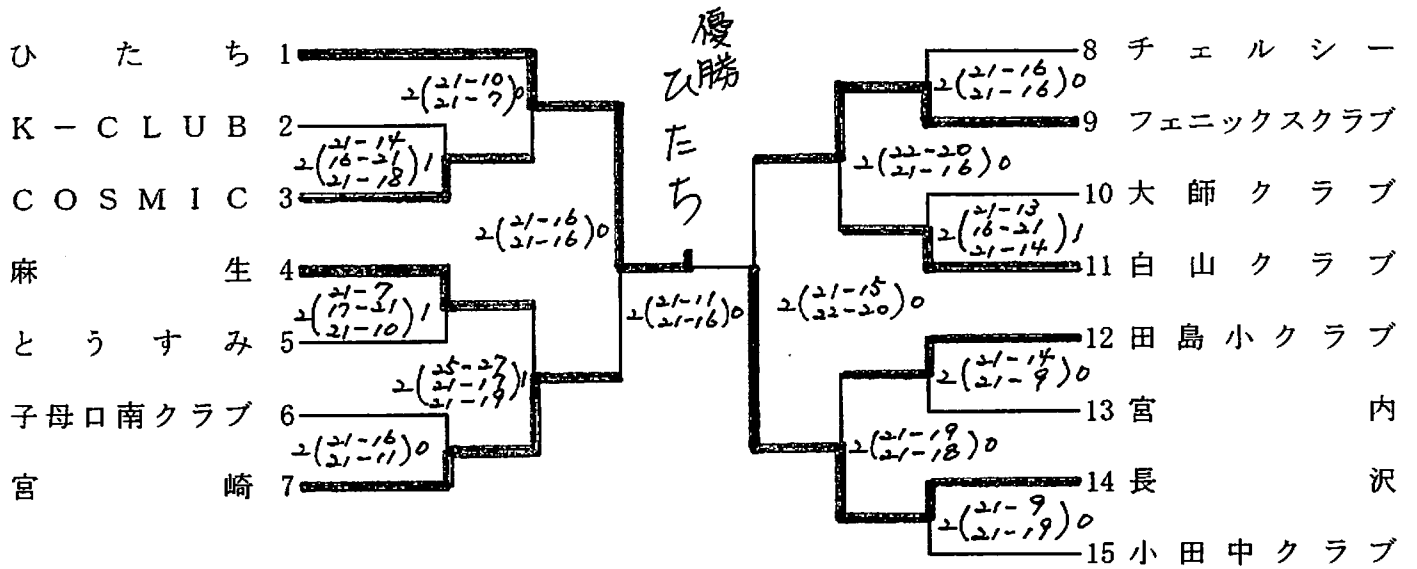 優勝
ひたち
ひたち 1
2(21-10 21-7)0
K-CLUB 2
2(21-14 16-21 21-18)1
COSMIC 3
2(21-16 21-16)0
麻生 4
2(21-7 17-21 21-10)1
とうすみ 5
2(25-27 21-17 21-19)1
子母口南クラブ 6
2(21-16 21-11)0
宮崎 7
2(21-11 21-16)0
8 チェルシー
2(21-16 21-16)0
9 フェニックスクラブ
2(22-20 21-16)0
10 大師クラブ
2(21-13 16-21 21-14)1
11 白山クラブ
2(21-15 22-20)0
12 田島小クラブ
2(21-14 21-9)0
13 宮内
2(21-19 21-18)0
14 長沢
2(21-9 21-19)0
15 小田中クラブ